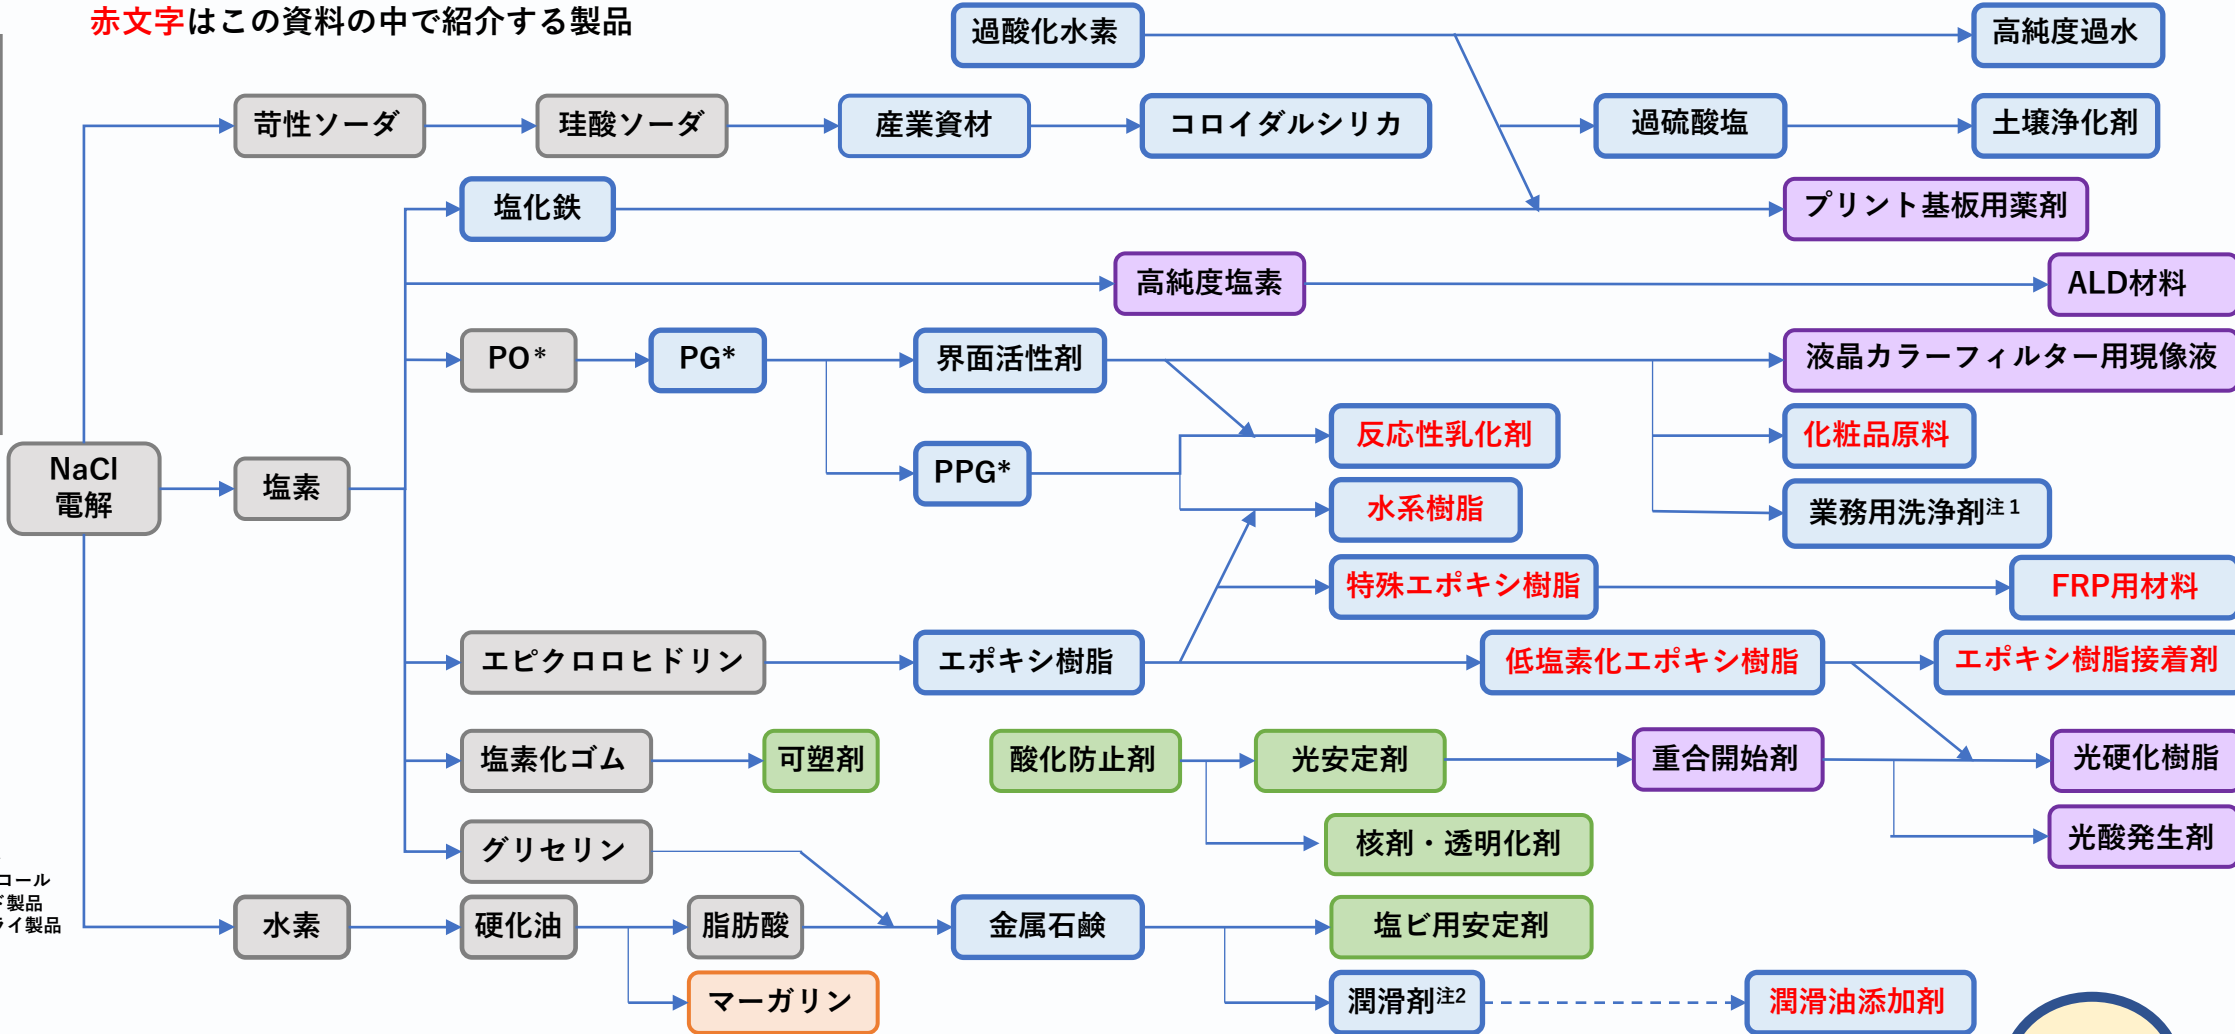 赤文字はこの資料の中で紹介する製品
過酸化水素
高純度過水
苛性ソーダ
珪酸ソーダ
産業資材
コロイダルシリカ
過硫酸塩
土壌浄化剤
塩化鉄
プリント基板用薬剤
高純度塩素
ALD材料
PO*
PG*
界面活性剤
液晶カラーフィルター用現像液
反応性乳化剤
化粧品原料
NaCl
電解
塩素
PPG*
水系樹脂
業務用洗浄剤注1
特殊エポキシ樹脂
FRP用材料
エピクロロヒドリン
エポキシ樹脂
低塩素化エポキシ樹脂
エポキシ樹脂接着剤
塩素化ゴム
可塑剤
酸化防止剤
光安定剤
重合開始剤
光硬化樹脂
グリセリン
核剤・透明化剤
光酸発生剤
コール
製品
ライ製品
水素
硬化油
脂肪酸
金属石鹸
塩ビ用安定剤
マーガリン
潤滑剤注2
潤滑油添加剤